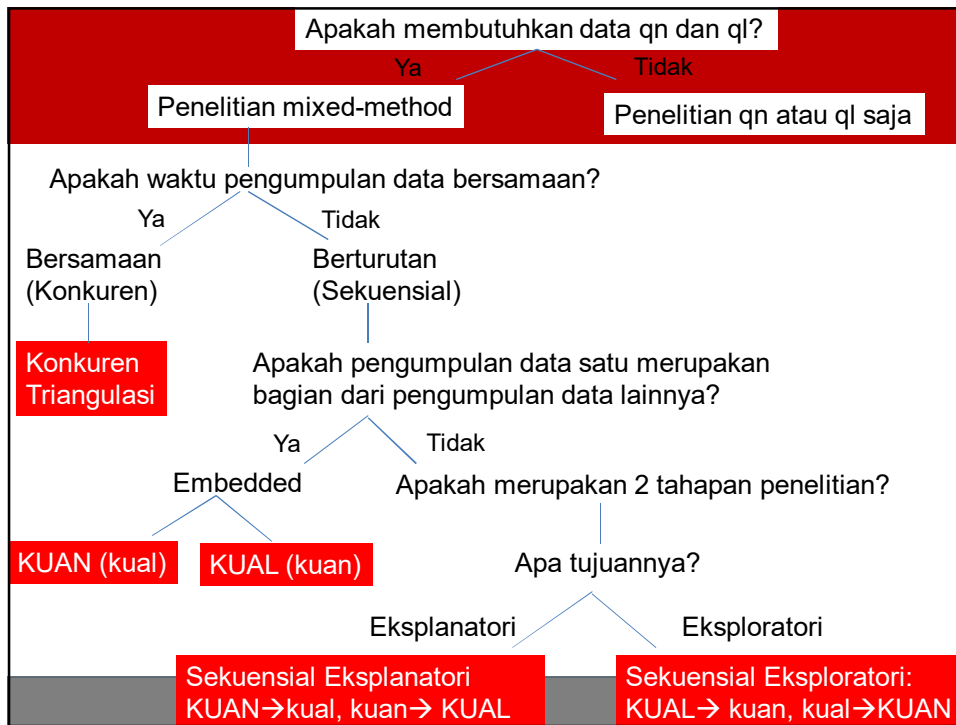 Apakah membutuhkan data qn dan ql?
Ya
Tidak
Penelitian mixed-method
Penelitian qn atau ql saja
Apakah waktu pengumpulan data bersamaan?
Ya
Tidak
Bersamaan
(Konkuren)
Berturutan
(Sekuensial)
Konkuren
Triangulasi
Apakah pengumpulan data satu merupakan
bagian dari pengumpulan data lainnya?
Ya
Tidak
Embedded
Apakah merupakan 2 tahapan penelitian?
KUAN (kual)
KUAL (kuan)
Apa tujuannya?
Eksplanatori
Eksploratori
Sekuensial Eksplanatori
KUAN→kual, kuan→ KUAL
Sekuensial Eksploratori:
KUAL→ kuan, kual→KUAN